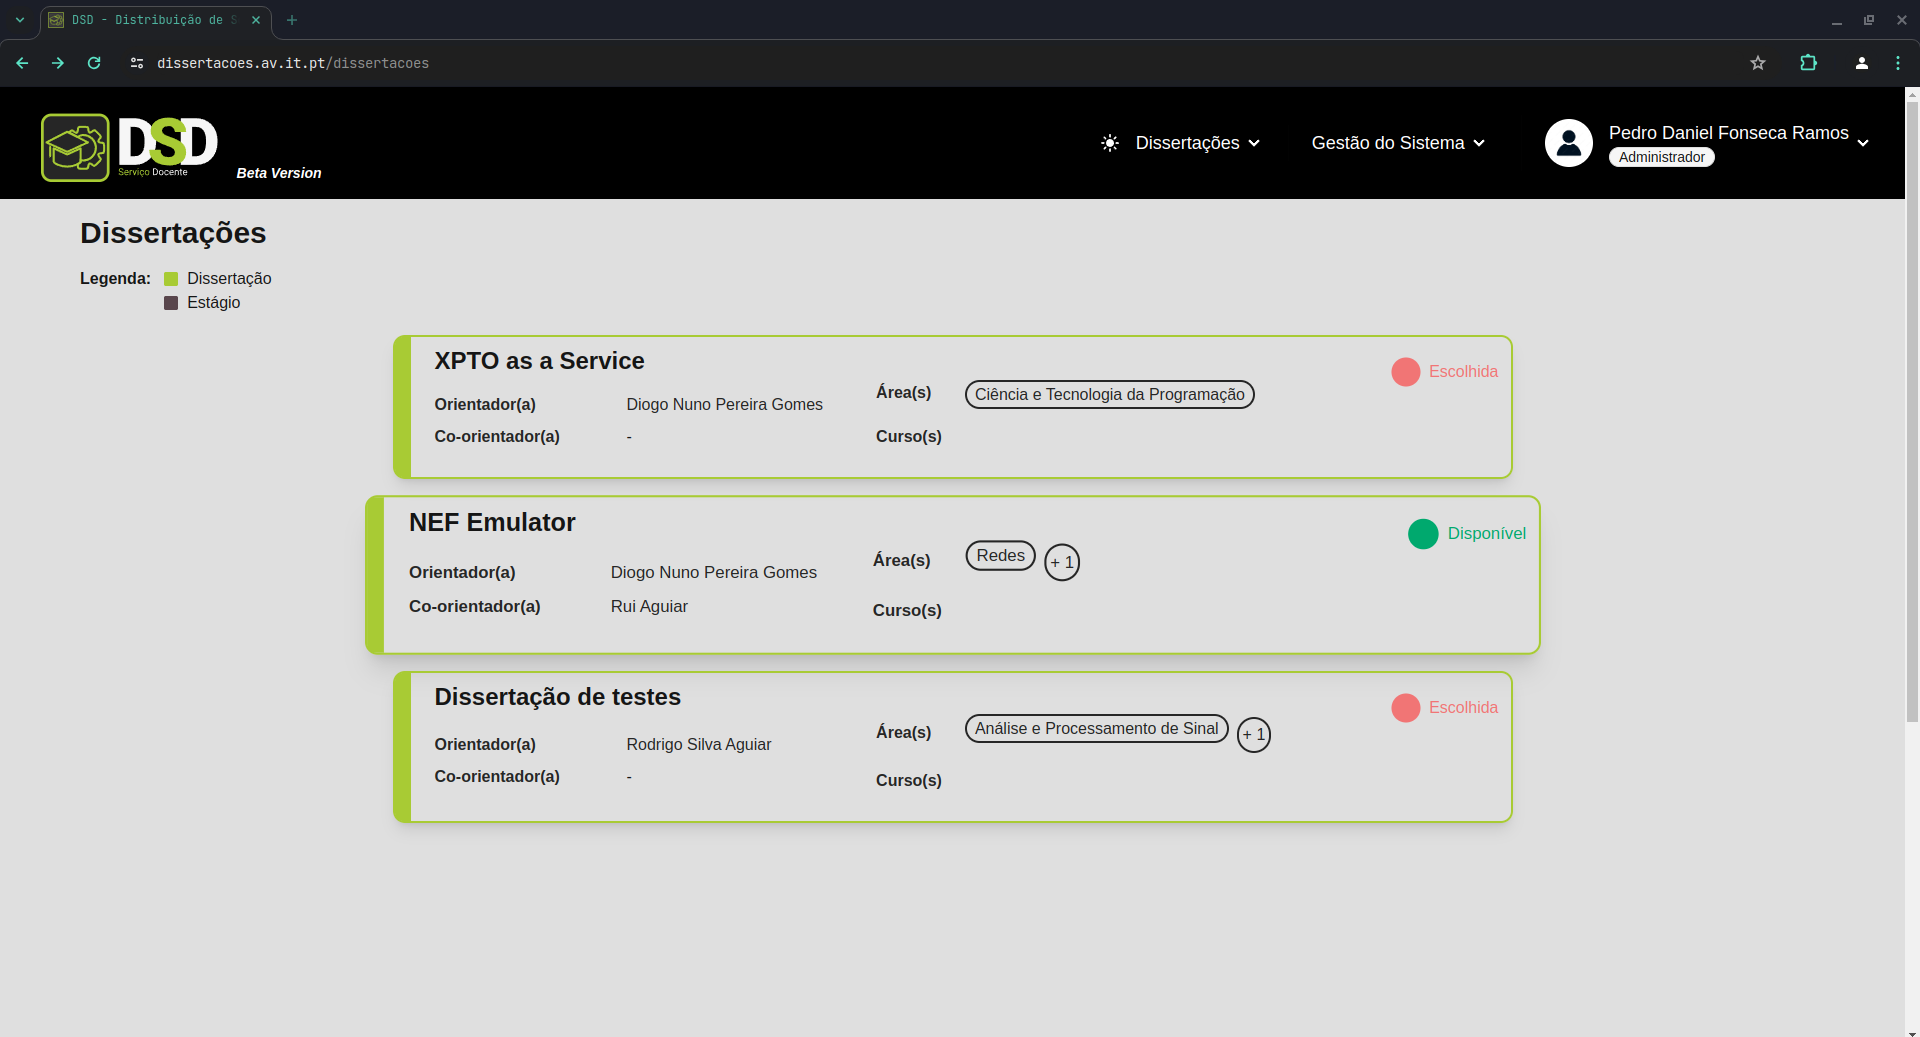 DSD - Distribuição de S
dissertacoes.av.it.pt/dissertacoes
DSD
Serviço Docente
Beta Version
Dissertações
Gestão do Sistema
Pedro Daniel Fonseca Ramos
Administrador
Dissertações
Legenda: Dissertação
Estágio
XPTO as a Service
Escolhida
Orientador(a) Diogo Nuno Pereira Gomes
Área(s) Ciência e Tecnologia da Programação
Co-orientador(a) -
Curso(s)
NEF Emulator
Disponível
Orientador(a) Diogo Nuno Pereira Gomes
Área(s) Redes + 1
Co-orientador(a) Rui Aguiar
Curso(s)
Dissertação de testes
Escolhida
Orientador(a) Rodrigo Silva Aguiar
Área(s) Análise e Processamento de Sinal + 1
Co-orientador(a) -
Curso(s)